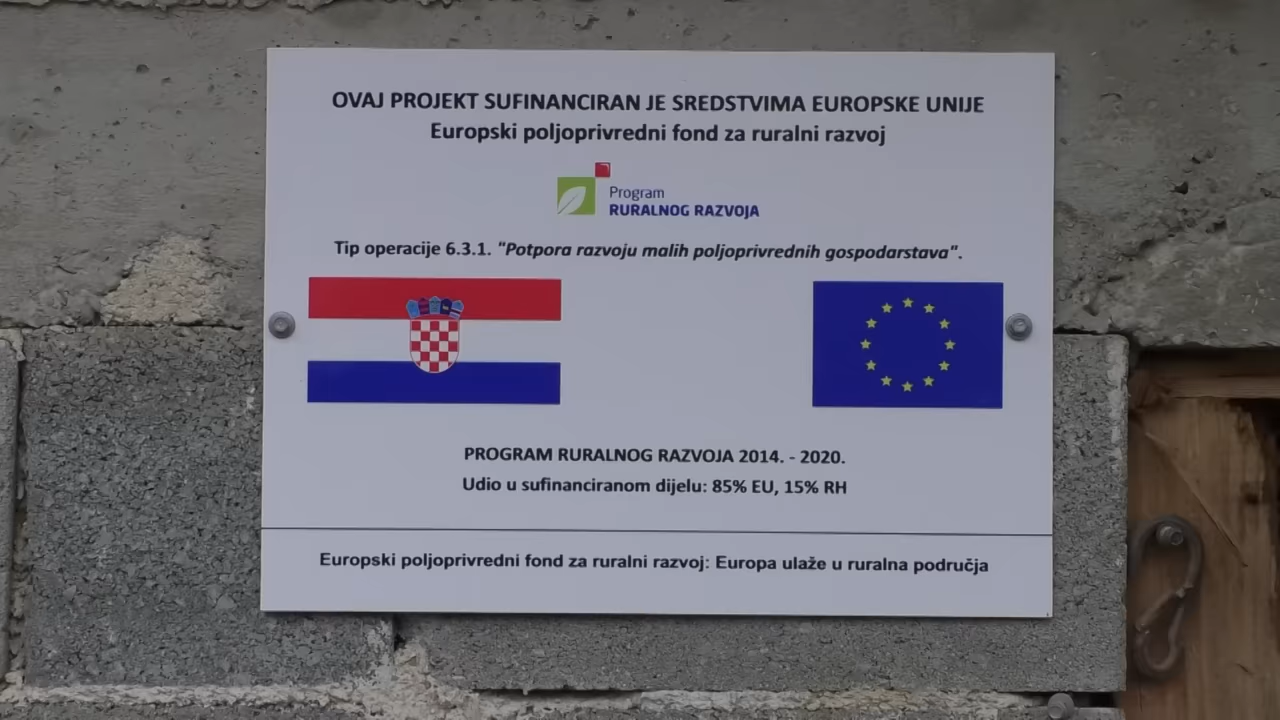 OVAJ PROJEKT SUFINANCIRAN JE SREDSTVIMA EUROPSKE UNIJE
Europski poljoprivredni fond za ruralni razvoj
Program
RURALNOG RAZVOJA
Tip operacije 6.3.1. "Potpora razvoju malih poljoprivrednih gospodarstava".
PROGRAM RURALNOG RAZVOJA 2014. - 2020.
Udio u sufinanciranom dijelu: 85% EU, 15% RH
Europski poljoprivredni fond za ruralni razvoj: Europa ulaže u ruralna područja